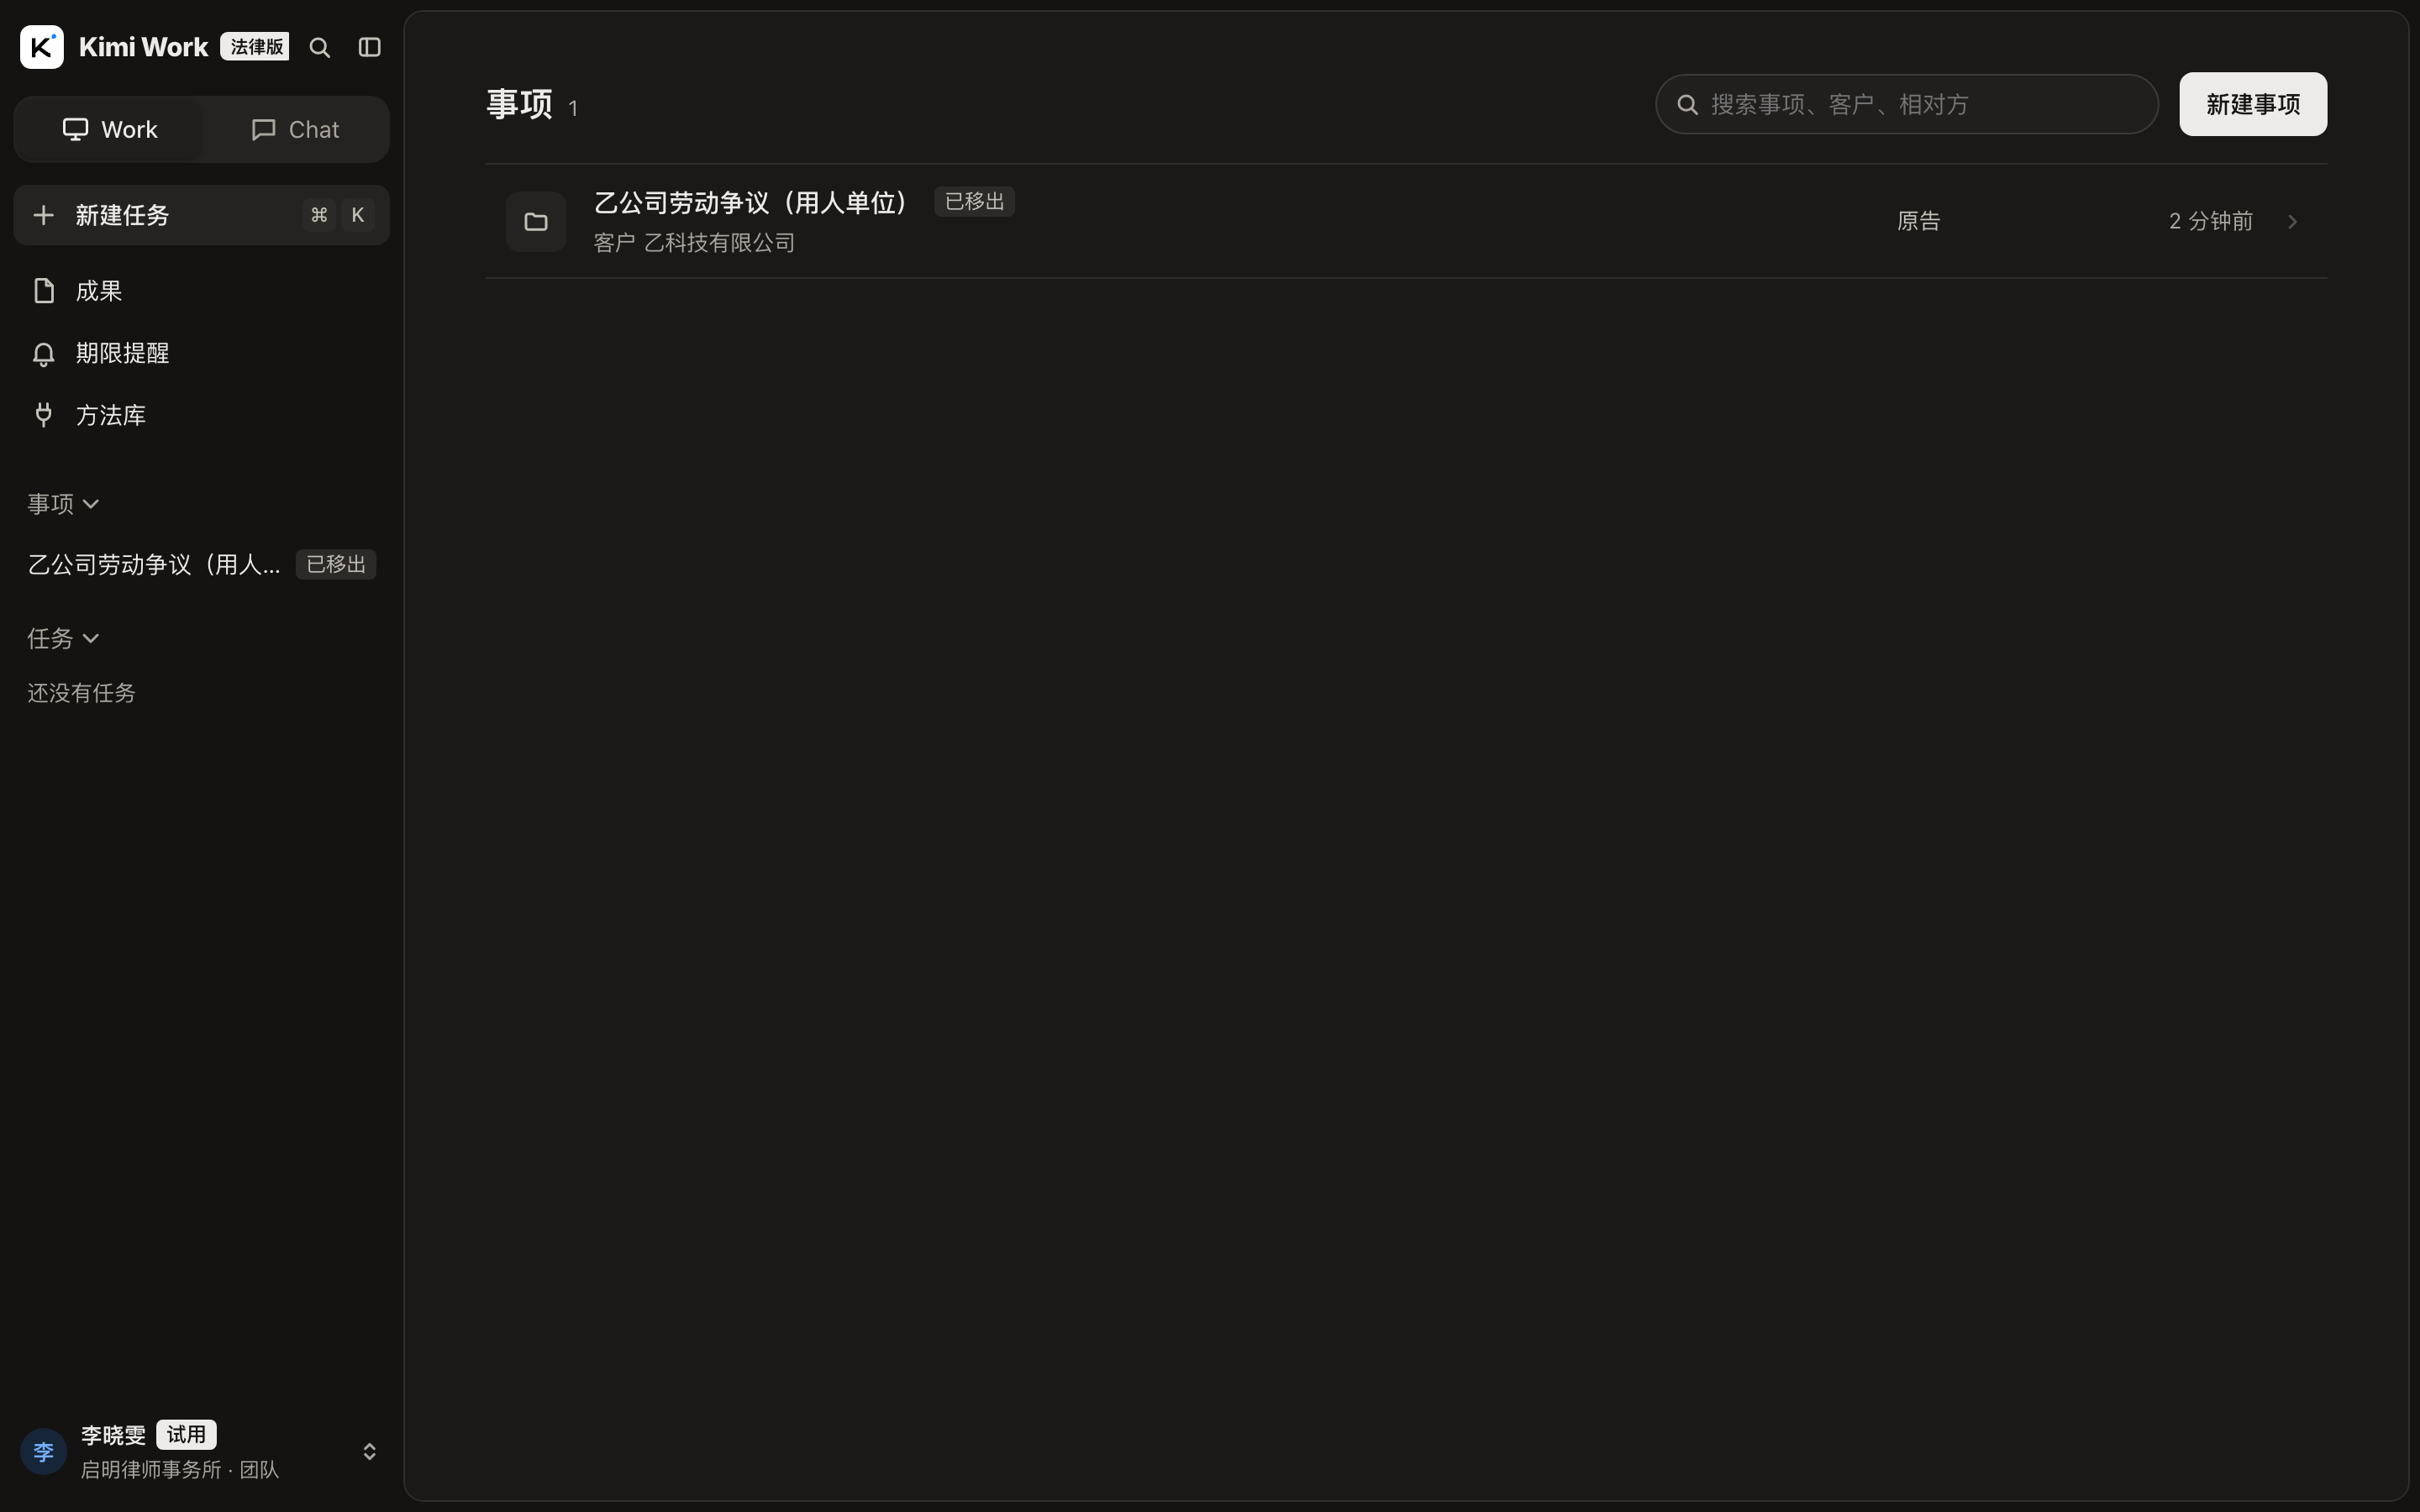 Kimi Work 法律版
Work Chat
新建任务 ⌘ K
成果
期限提醒
方法库
事项
乙公司劳动争议（用人... 已移出
任务
还没有任务
李 李晓雯 试用
启明律师事务所 · 团队
事项 1
搜索事项、客户、相对方
新建事项
乙公司劳动争议（用人单位） 已移出
客户 乙科技有限公司
原告
2 分钟前